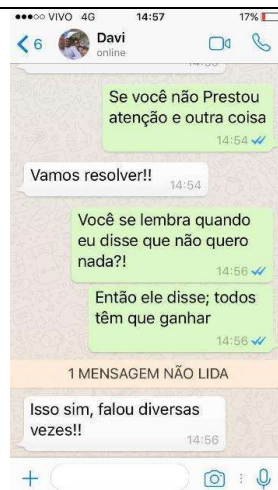 VIVO 4G 14:57 17%
6 Davi
online
Se você não Prestou
atenção e outra coisa
14:54
Vamos resolver!!
14:54
Você se lembra quando
eu disse que não quero
nada?!
14:56
Então ele disse; todos
têm que ganhar
14:56
1 MENSAGEM NÃO LIDA
Isso sim, falou diversas
vezes!!
14:56